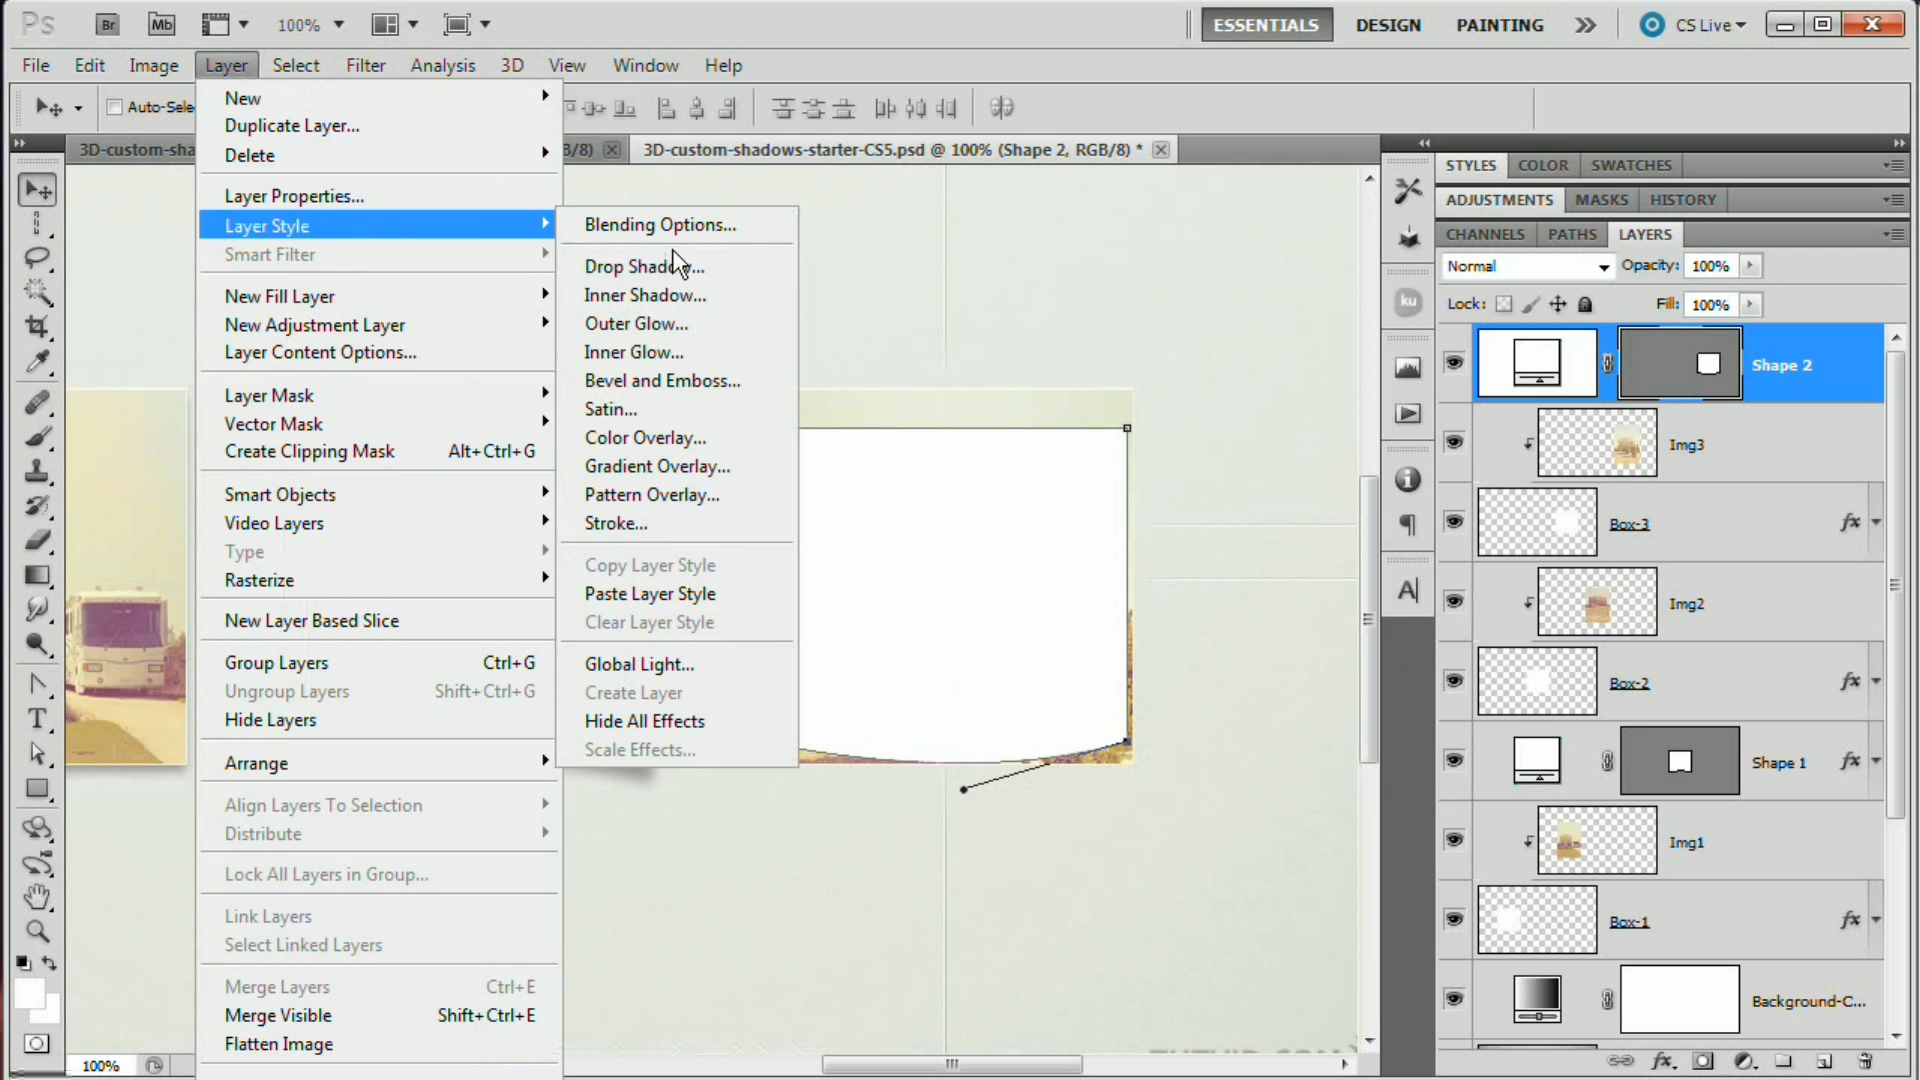 Ps Br Mb 100% ESSENTIALS DESIGN PAINTING CS Live
File Edit Image Layer Select Filter Analysis 3D View Window Help
Auto-Sele
3D-custom-sha B/8) 3D-custom-shadows-starter-CS5.psd @ 100% (Shape 2, RGB/8) *
New
Duplicate Layer...
Delete
Layer Properties...
Layer Style
Smart Filter
New Fill Layer
New Adjustment Layer
Layer Content Options...
Layer Mask
Vector Mask
Create Clipping Mask Alt+Ctrl+G
Smart Objects
Video Layers
Type
Rasterize
New Layer Based Slice
Group Layers Ctrl+G
Ungroup Layers Shift+Ctrl+G
Hide Layers
Arrange
Align Layers To Selection
Distribute
Lock All Layers in Group...
Link Layers
Select Linked Layers
Merge Layers Ctrl+E
Merge Visible Shift+Ctrl+E
Flatten Image
Blending Options...
Drop Shadow...
Inner Shadow...
Outer Glow...
Inner Glow...
Bevel and Emboss...
Satin...
Color Overlay...
Gradient Overlay...
Pattern Overlay...
Stroke...
Copy Layer Style
Paste Layer Style
Clear Layer Style
Global Light...
Create Layer
Hide All Effects
Scale Effects...
STYLES COLOR SWATCHES
ADJUSTMENTS MASKS HISTORY
CHANNELS PATHS LAYERS
Normal Opacity: 100%
Lock: Fill: 100%
ku
Shape 2
Img3
Box-3 fx
Img2
Box-2 fx
Shape 1 fx
Img1
Box-1 fx
Background-C...
100%